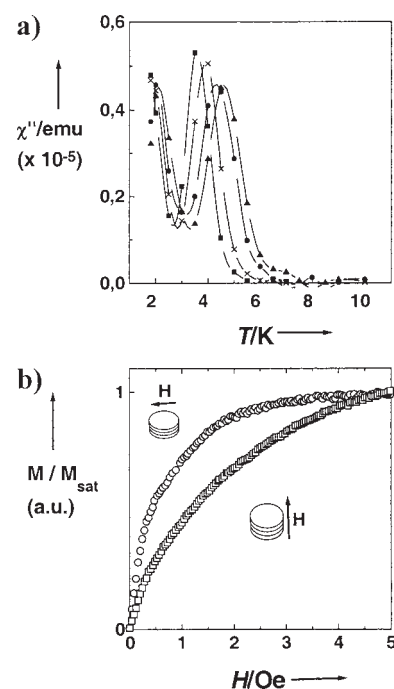 a)
0,6
0,4
0,2
0,0
χ"/emu
(x 10-5)
2 4 6 8 10
T/K
b)
1
0
M / Msat
(a.u.)
H
H
0 1 2 3 4 5
H/Oe